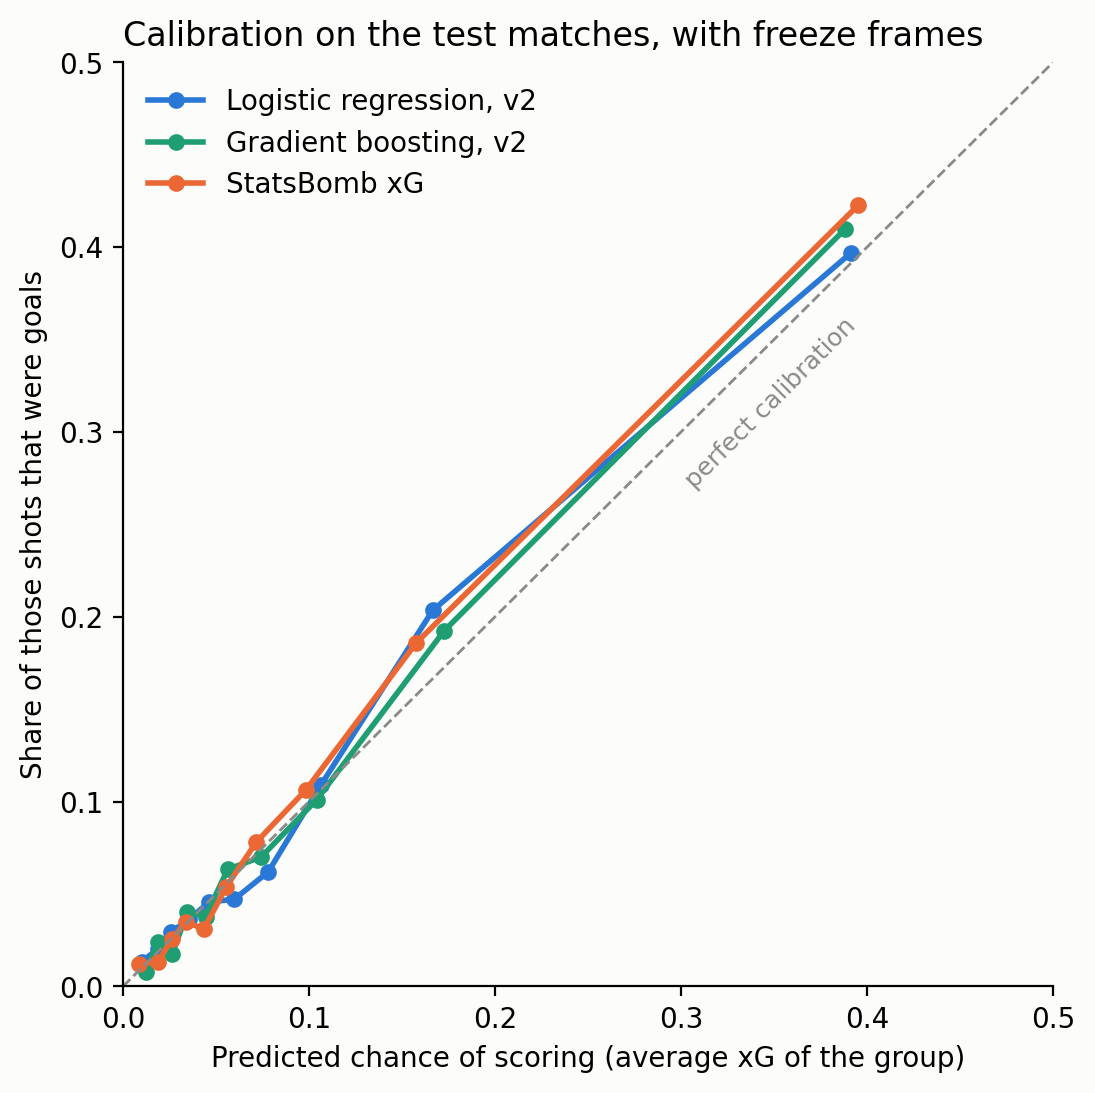 Calibration on the test matches, with freeze frames
Logistic regression, v2
Gradient boosting, v2
StatsBomb xG
perfect calibration
Share of those shots that were goals
0.5
0.4
0.3
0.2
0.1
0.0
0.0 0.1 0.2 0.3 0.4 0.5
Predicted chance of scoring (average xG of the group)